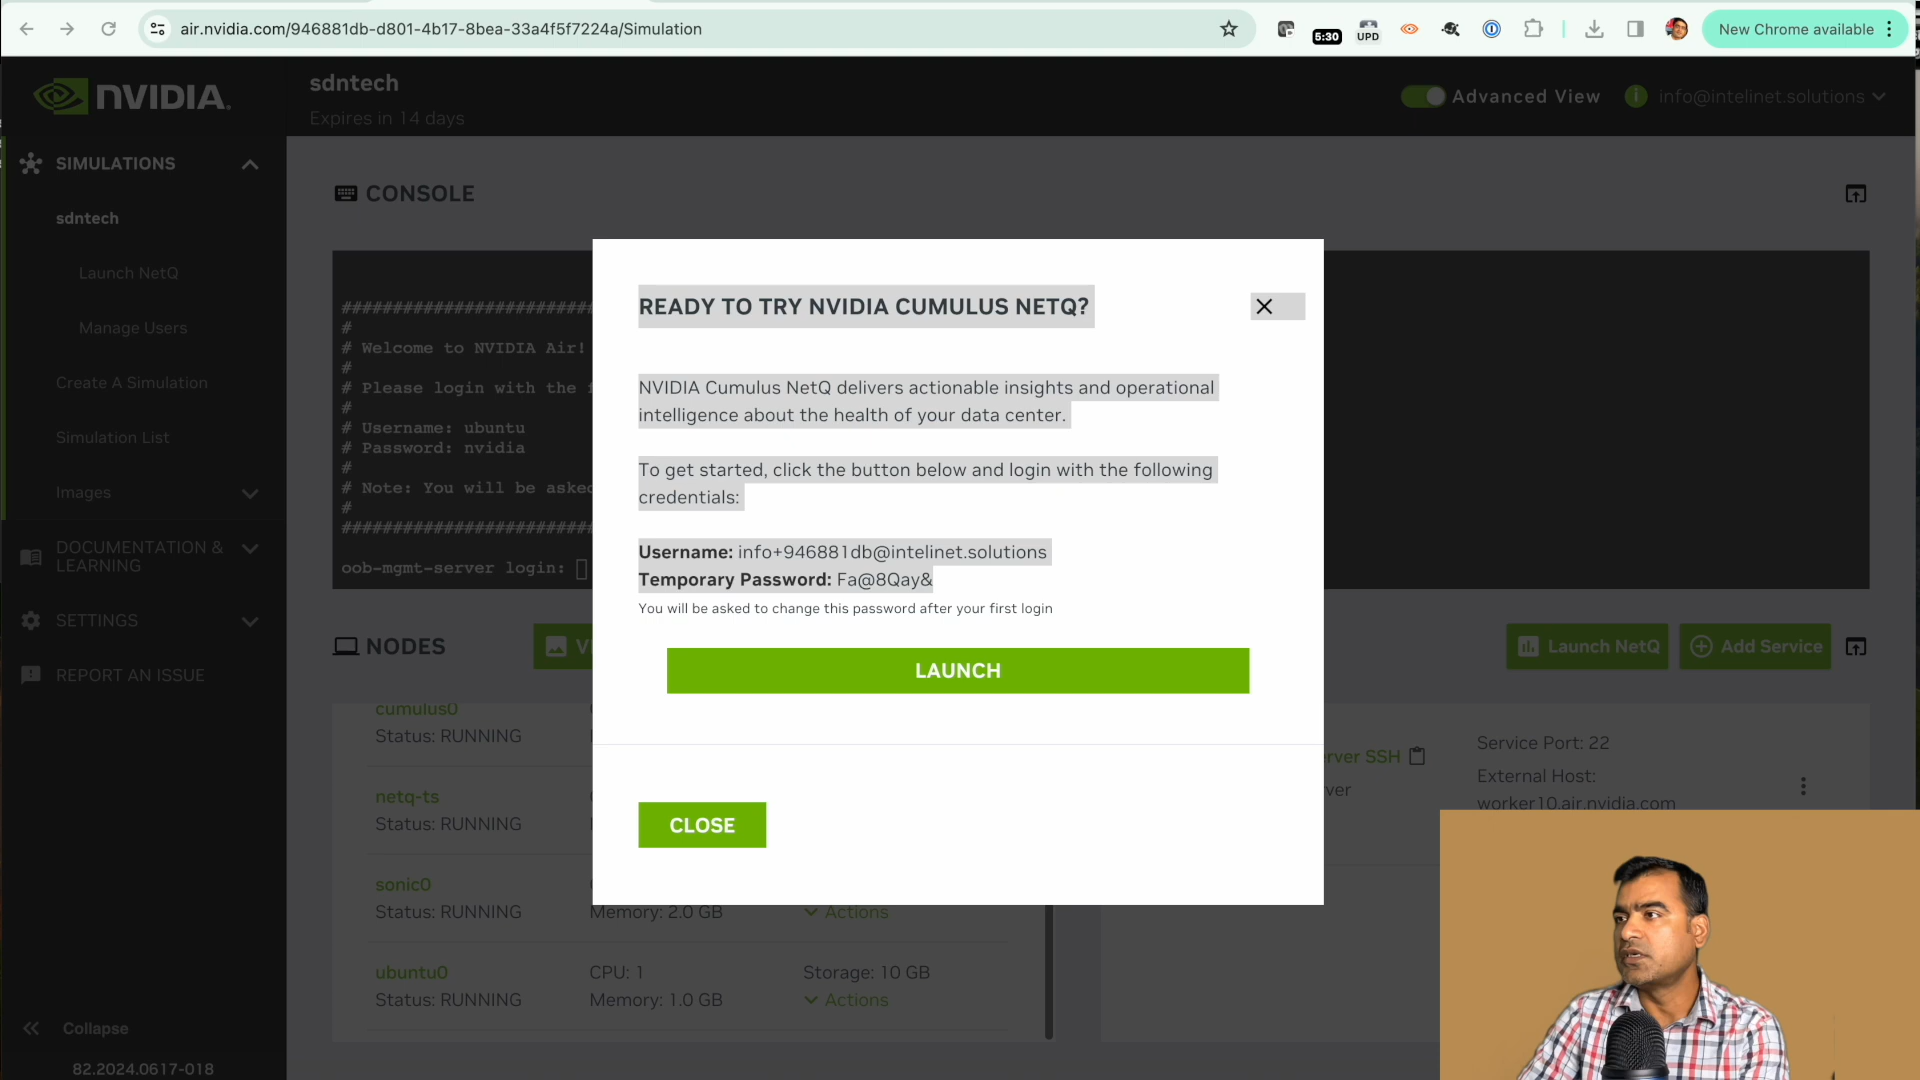 air.nvidia.com/946881db-d801-4b17-8bea-33a4f5f7224a/Simulation
5:30
UPD
New Chrome available
NVIDIA.
sdntech
Expires in 14 days
Advanced View
info@intelinet.solutions
SIMULATIONS
sdntech
Launch NetQ
Manage Users
Create A Simulation
Simulation List
Images
DOCUMENTATION &
LEARNING
SETTINGS
REPORT AN ISSUE
Collapse
82.2024.0617-018
CONSOLE
#########################
#
# Welcome to NVIDIA Air!
#
# Please login with the
#
# Username: ubuntu
# Password: nvidia
#
# Note: You will be asked
#
#########################
oob-mgmt-server login:
READY TO TRY NVIDIA CUMULUS NETQ?
NVIDIA Cumulus NetQ delivers actionable insights and operational
intelligence about the health of your data center.
To get started, click the button below and login with the following
credentials:
Username: info+946881db@intelinet.solutions
Temporary Password: Fa@8Qay&
You will be asked to change this password after your first login
LAUNCH
CLOSE
NODES
Launch NetQ
Add Service
cumulus0
Status: RUNNING
netq-ts
Status: RUNNING
sonic0
Status: RUNNING
Memory: 2.0 GB
Actions
ubuntu0
CPU: 1
Storage: 10 GB
Status: RUNNING
Memory: 1.0 GB
Actions
SSH
Service Port: 22
External Host:
worker10.air.nvidia.com